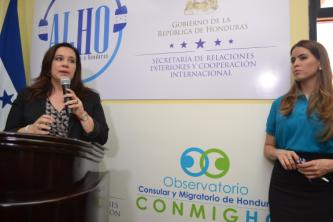 ALHO
Honduras
GOBIERNO DE LA
REPÚBLICA DE HONDURAS
SECRETARÍA DE RELACIONES
EXTERIORES Y COOPERACIÓN
INTERNACIONAL
Observatorio
Consular y Migratorio de Hondur
CONMIGHO